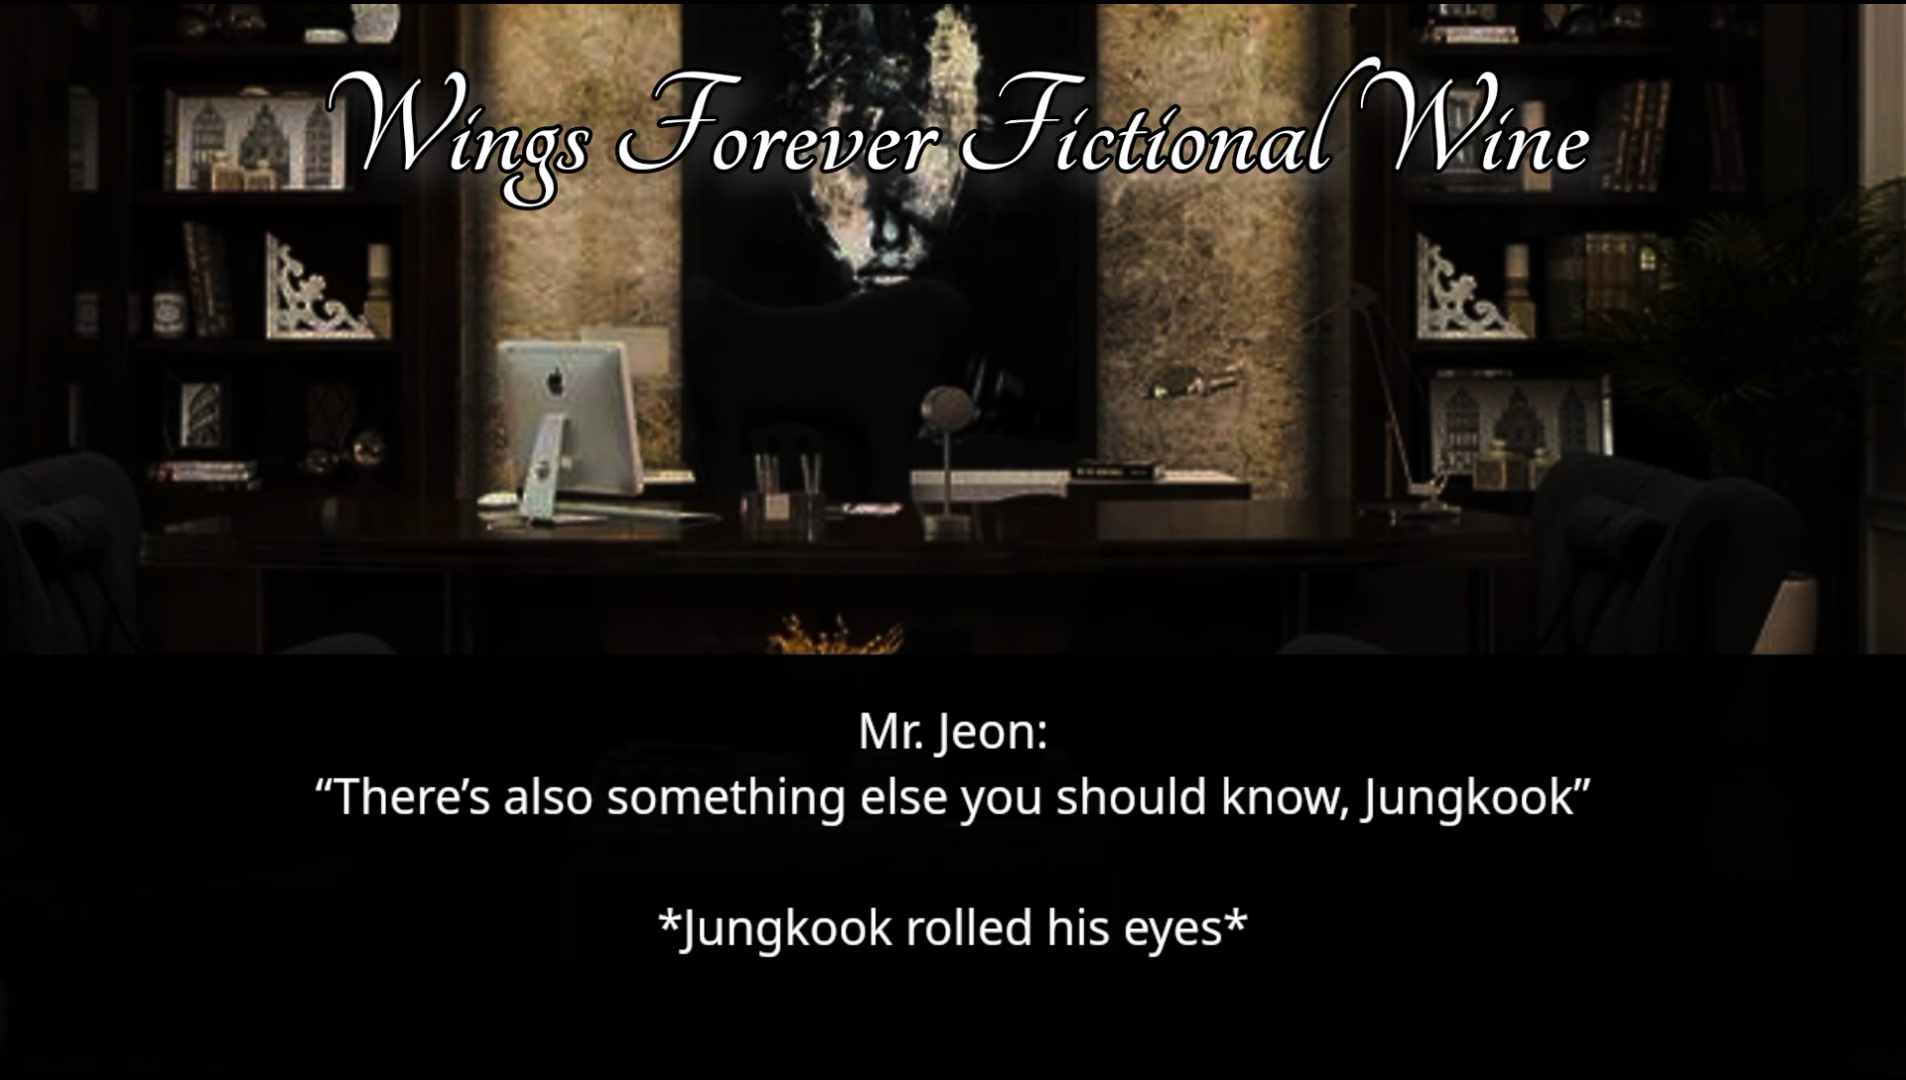 Wings Forever Fictional Wine
Mr. Jeon:
“There’s also something else you should know, Jungkook”
*Jungkook rolled his eyes*